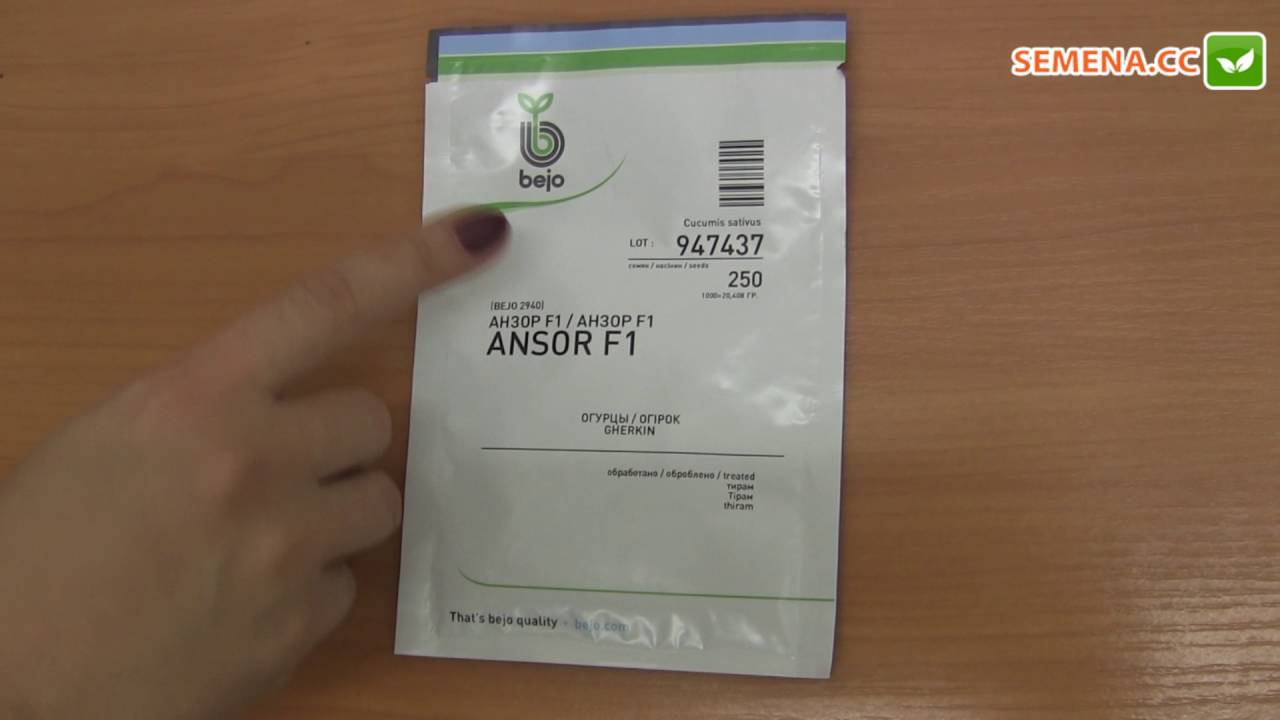 SEMENA.CC
bejo
Cucumis sativus
LOT : 947437
семян / насінин / seeds
250
1000=20,408 ГР.
(BEJO 2940)
АНЗОР F1 / АНЗОР F1
ANSOR F1
ОГУРЦЫ / ОГІРОК
GHERKIN
обработано / оброблено / treated
тирам
Тірам
thiram
That's bejo quality • bejo.com